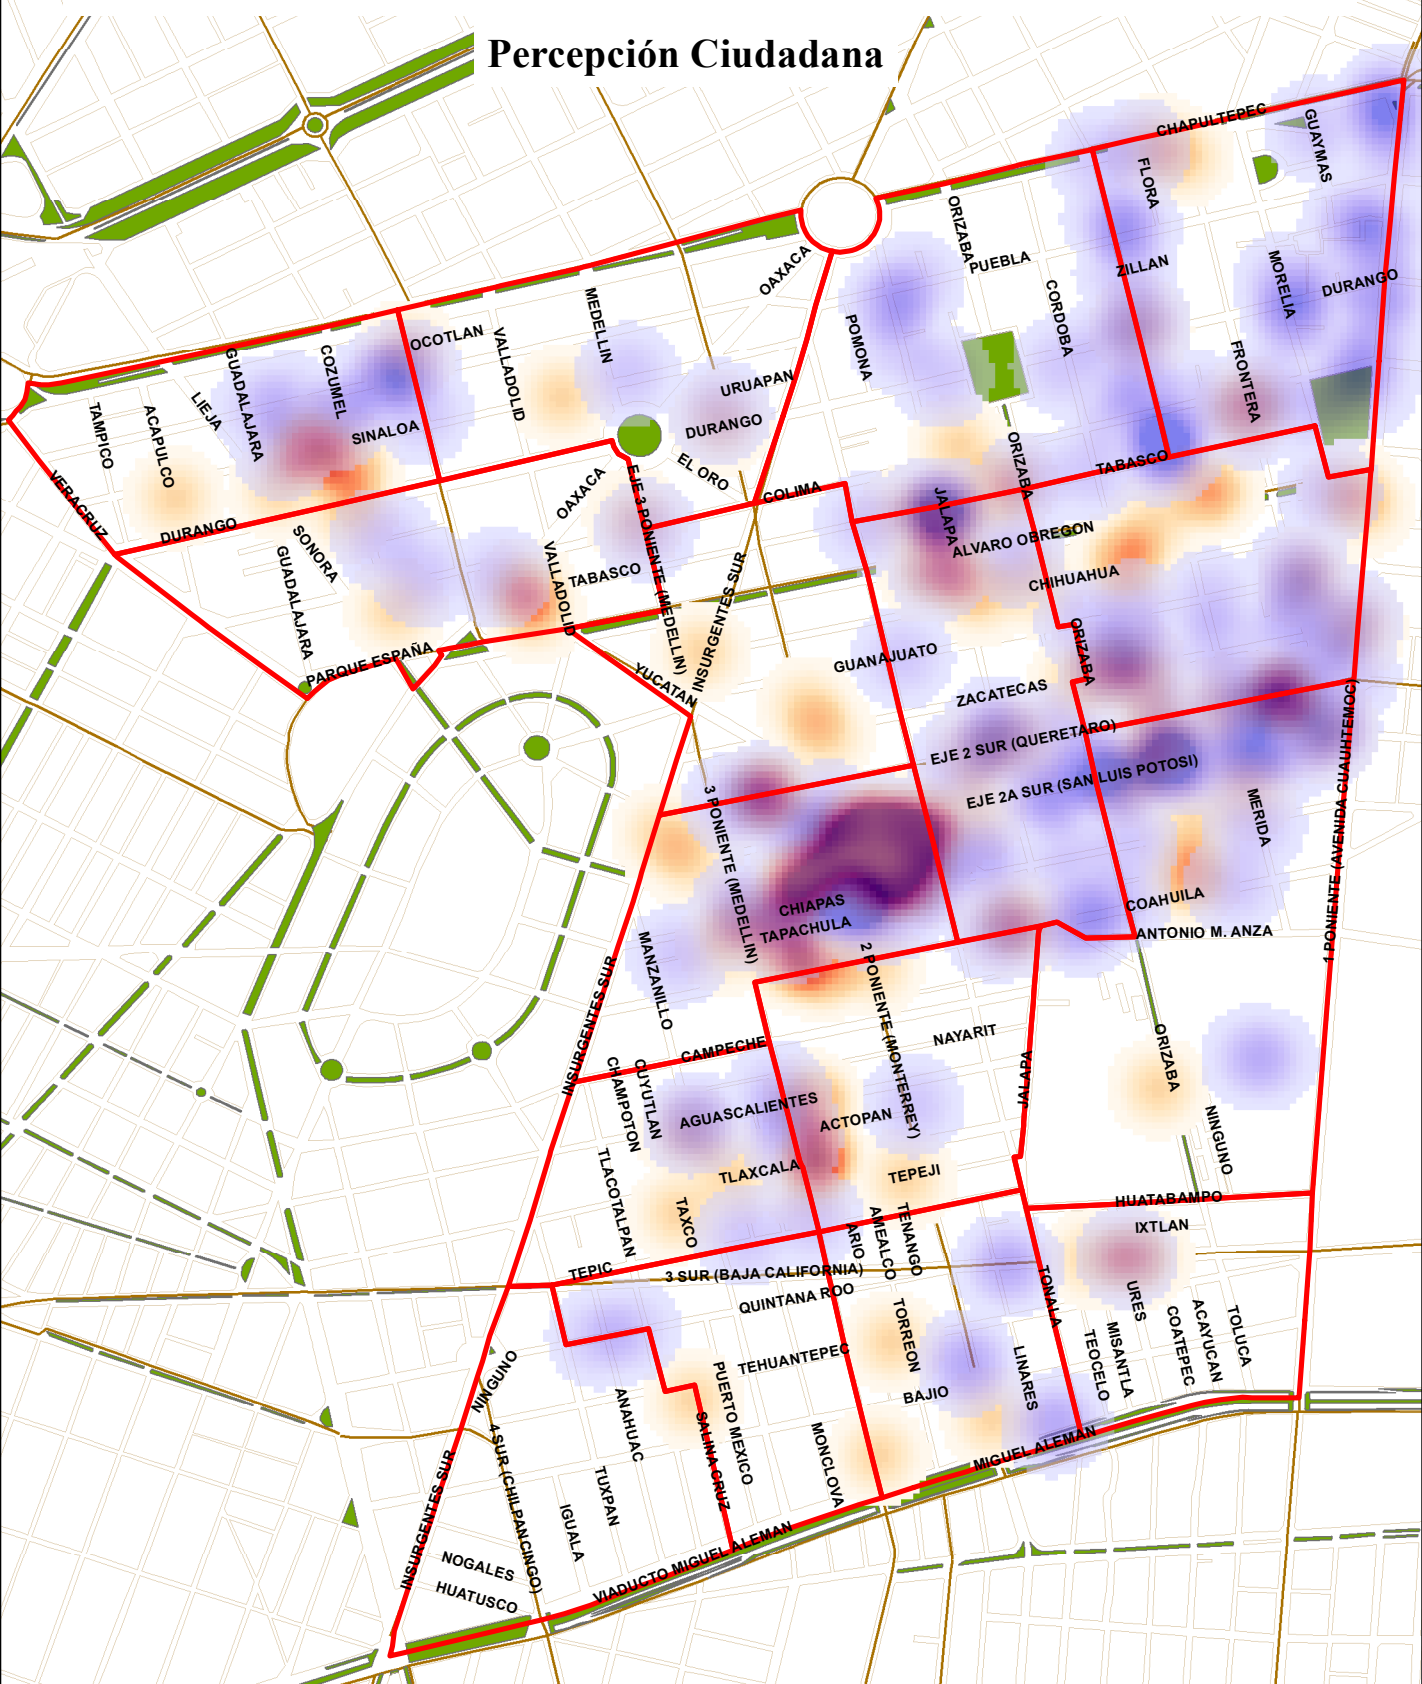 Percepción Ciudadana
CHAPULTEPEC
GUAYMAS
FLORA
ORIZABA
PUEBLA
OAXACA
ZILLAN
MORELIA
DURANGO
CORDOBA
MEDELLIN
POMONA
OCOTLAN
VALLADOLID
COZUMEL
GUADALAJARA
LIEJA
FRONTERA
URUAPAN
TAMPICO
ACAPULCO
SINALOA
DURANGO
EL ORO
TABASCO
ORIZABA
VERACRUZ
OAXACA
COLIMA
JALAPA
DURANGO
SONORA
ALVARO OBREGON
EJE 3 PONIENTE (MEDELLIN)
GUADALAJARA
VALLADOLID
TABASCO
CHIHUAHUA
INSURGENTES SUR
ORIZABA
PARQUE ESPAÑA
GUANAJUATO
YUCATAN
ZACATECAS
EJE 2 SUR (QUERETARO)
EJE 2A SUR (SAN LUIS POTOSI)
1 PONIENTE (AVENIDA CUAUHTEMOC)
3 PONIENTE (MEDELLIN)
MERIDA
CHIAPAS
COAHUILA
TAPACHULA
ANTONIO M. ANZA
MANZANILLO
2 PONIENTE (MONTERREY)
INSURGENTES SUR
NAYARIT
CAMPECHE
ORIZABA
JALAPA
CUYUTLAN
CHAMPOTON
AGUASCALIENTES
ACTOPAN
NINGUNO
TLAXCALA
TEPEJI
TLACOTALPAN
TAXCO
HUATABAMPO
IXTLAN
TENANGO
AMEALCO
ARIO
TEPIC
3 SUR (BAJA CALIFORNIA)
TONALA
QUINTANA ROO
URES
TORREON
ACAYUCAN
TOLUCA
COATEPEC
MISANTLA
TEOCELO
TEHUANTEPEC
LINARES
NINGUNO
PUERTO MEXICO
BAJIO
ANAHUAC
SALINA CRUZ
MONCLOVA
4 SUR (CHILPANCINGO)
MIGUEL ALEMAN
INSURGENTES SUR
TUXPAN
IGUALA
VIADUCTO MIGUEL ALEMAN
NOGALES
HUATUSCO